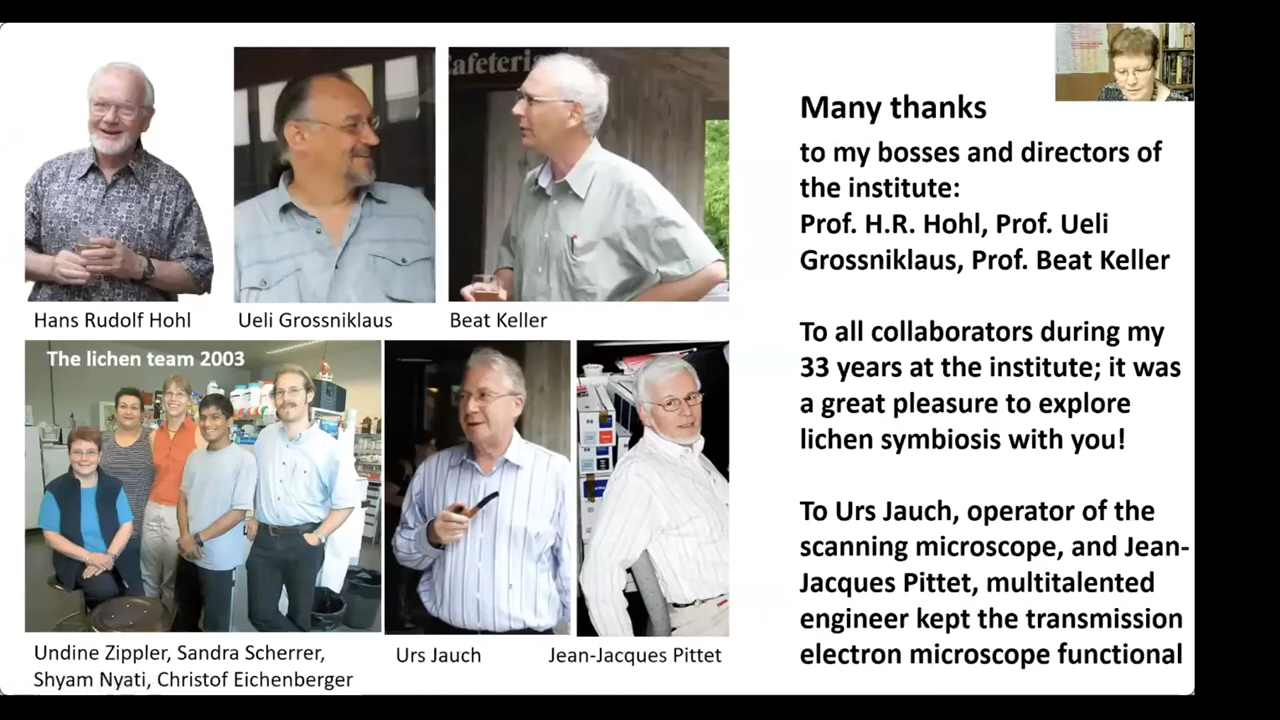 Cafeteria
Many thanks
to my bosses and directors of
the institute:
Prof. H.R. Hohl, Prof. Ueli
Grossniklaus, Prof. Beat Keller
Hans Rudolf Hohl
Ueli Grossniklaus
Beat Keller
To all collaborators during my
33 years at the institute; it was
a great pleasure to explore
lichen symbiosis with you!
The lichen team 2003
To Urs Jauch, operator of the
scanning microscope, and Jean-
Jacques Pittet, multitalented
engineer kept the transmission
electron microscope functional
Undine Zippler, Sandra Scherrer,
Shyam Nyati, Christof Eichenberger
Urs Jauch
Jean-Jacques Pittet